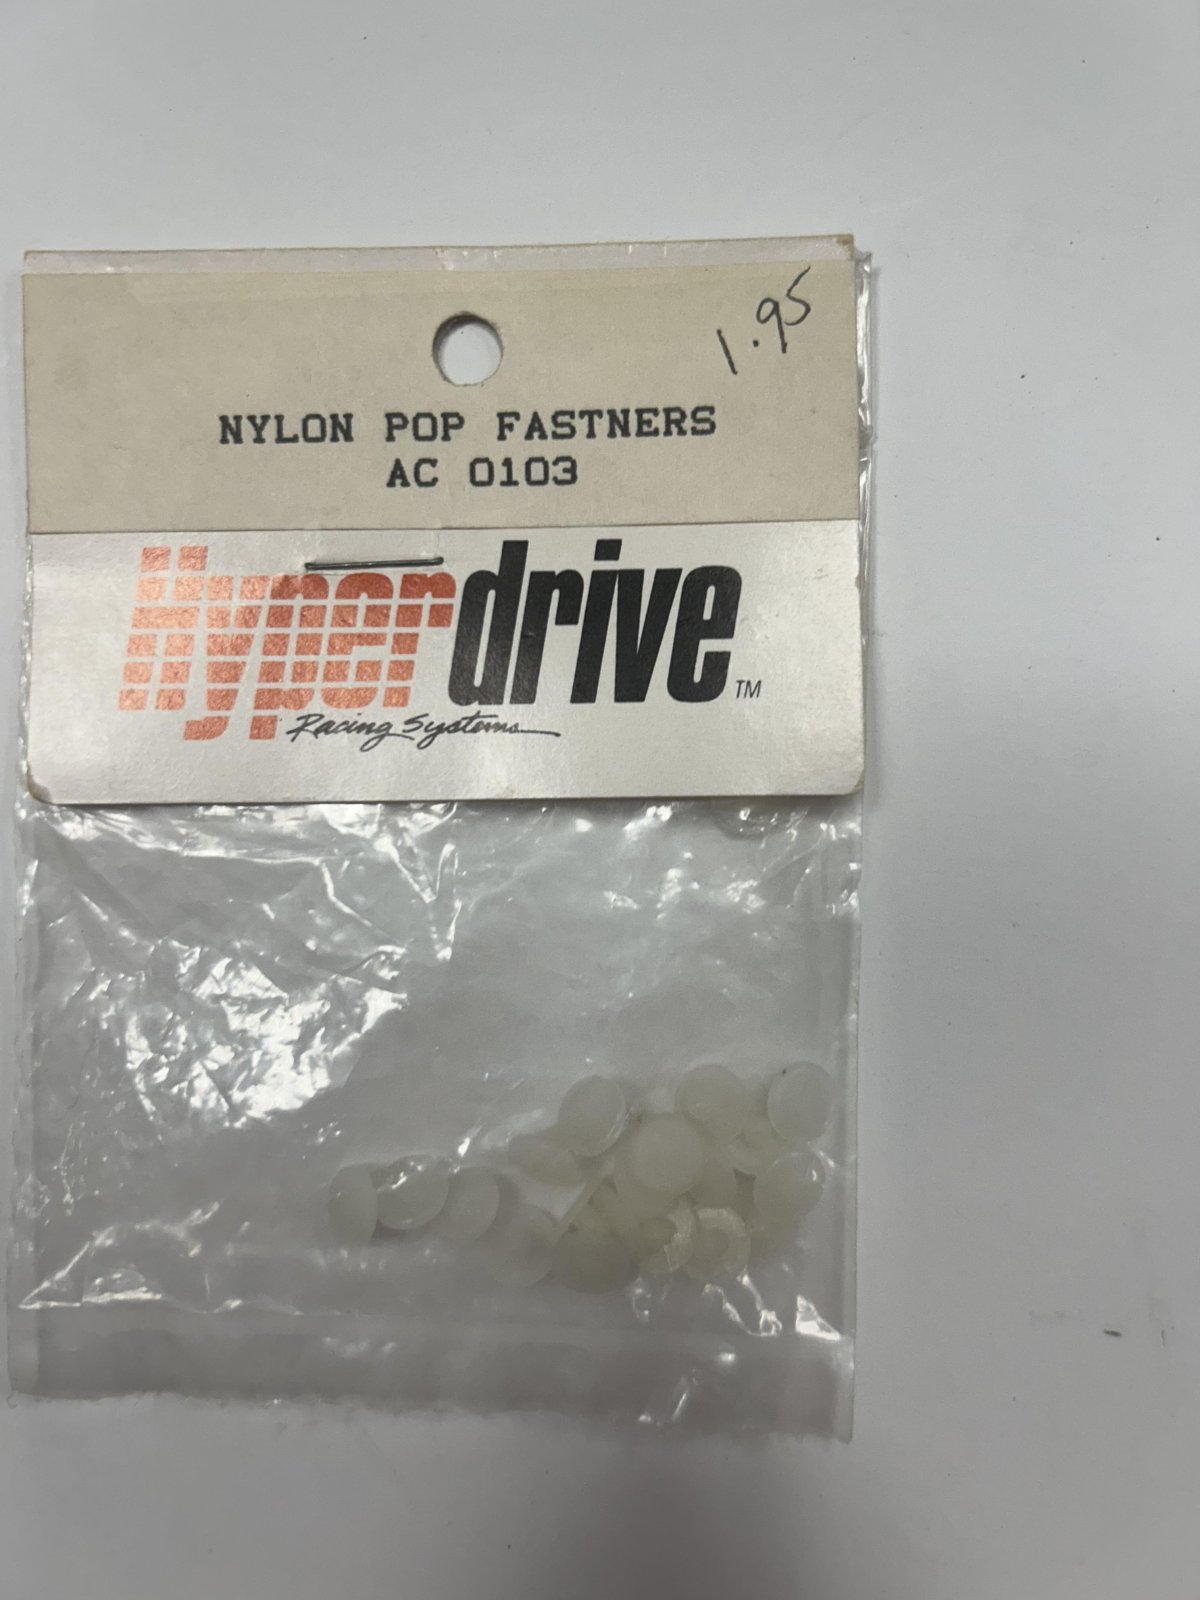 1.95
NYLON POP FASTNERS
AC 0103
Hyperdrive TM
Racing Systems